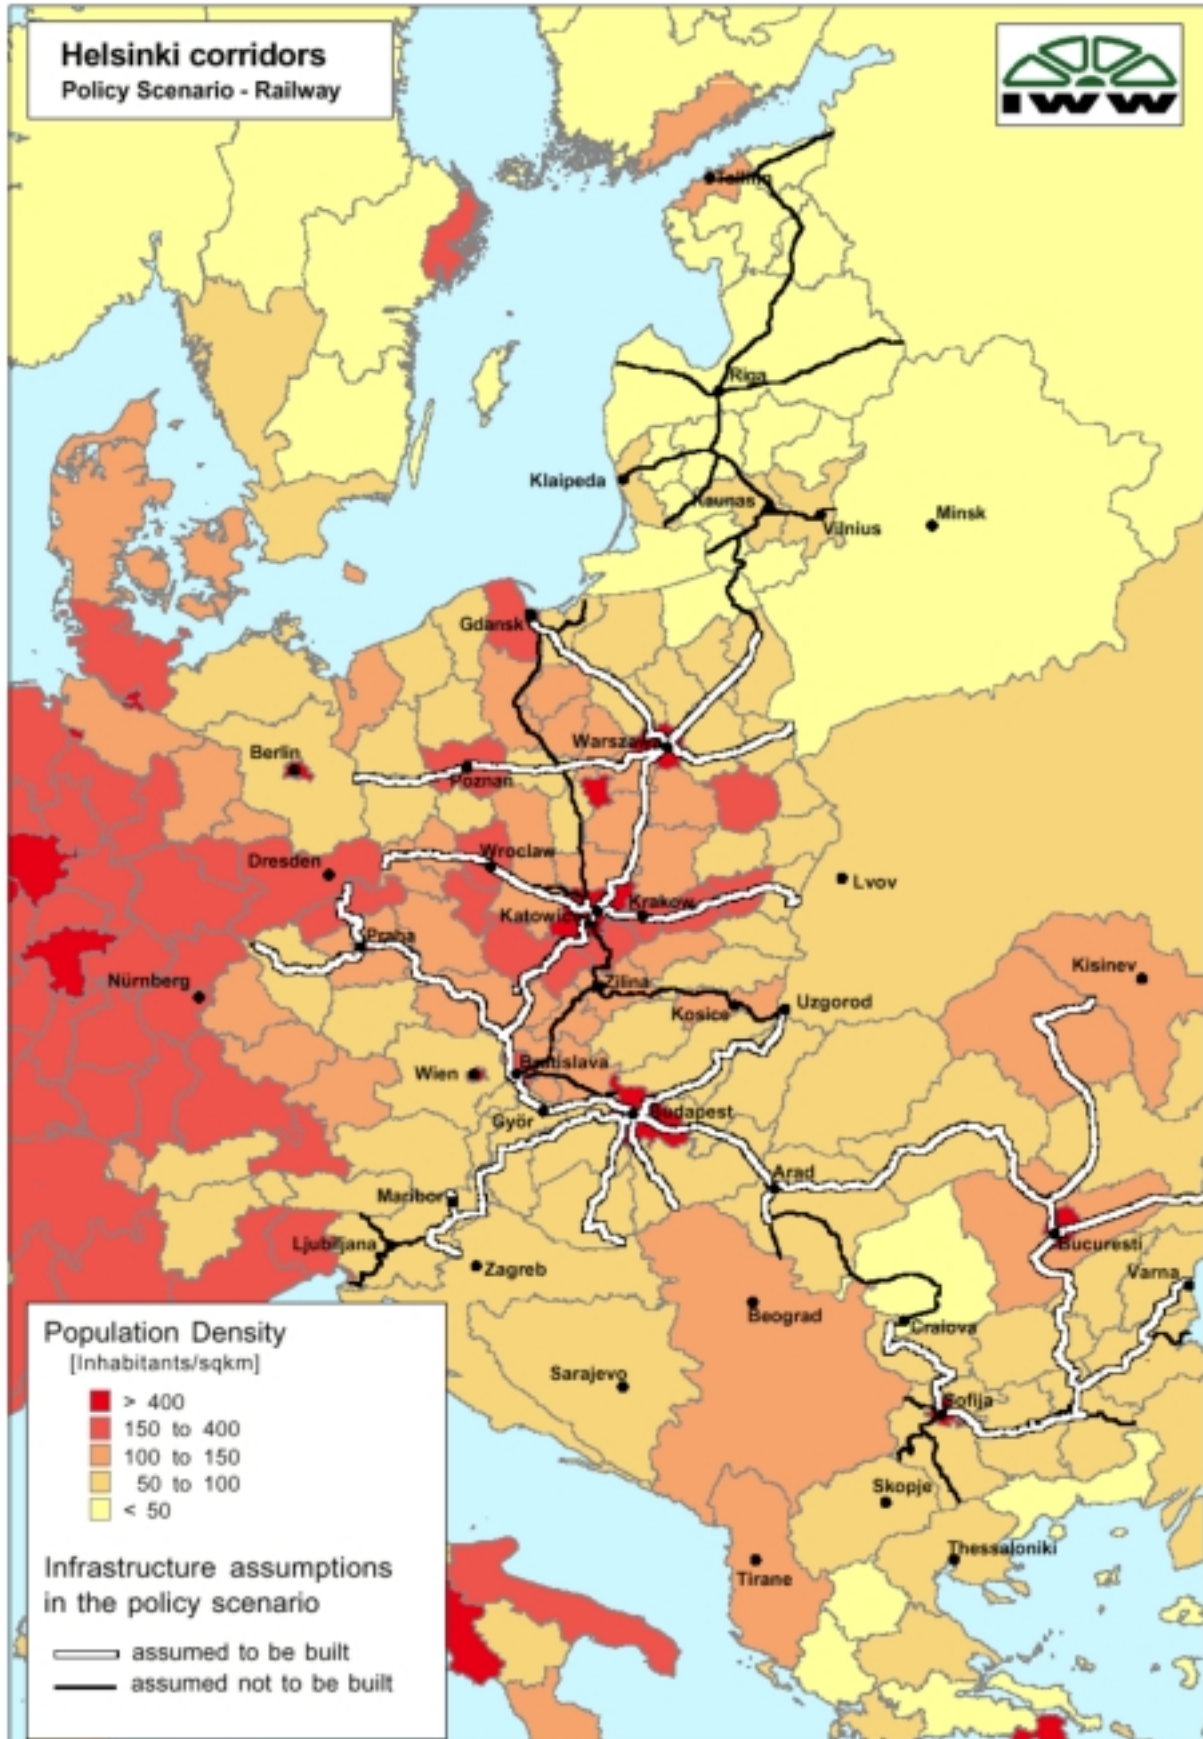 Helsinki corridors
Policy Scenario - Railway
IWW
Tallinn
Riga
Klaipeda
Kaunas
Vilnius
Minsk
Gdansk
Warszawa
Berlin
Poznan
Wroclaw
Dresden
Lvov
Katowice
Krakow
Praha
Nürnberg
Zilina
Kisinev
Kosice
Uzgorod
Wien
Bratislava
Györ
Budapest
Arad
Maribor
Ljubljana
Zagreb
Bucuresti
Varna
Beograd
Craiova
Sarajevo
Sofija
Skopje
Thessaloniki
Tirane
Population Density
[Inhabitants/sqkm]
> 400
150 to 400
100 to 150
50 to 100
< 50
Infrastructure assumptions
in the policy scenario
assumed to be built
assumed not to be built